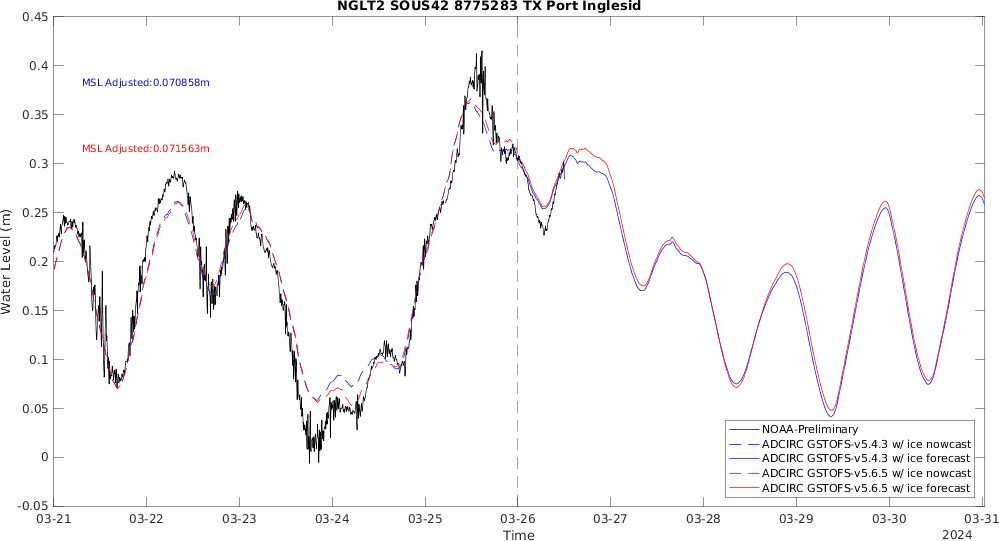 NGLT2 SOUS42 8775283 TX Port Inglesid
0.45
0.4
0.35
0.3
0.25
0.2
0.15
0.1
0.05
0
-0.05
Water Level (m)
MSL Adjusted:0.070858m
MSL Adjusted:0.071563m
NOAA-Preliminary
ADCIRC GSTOFS-v5.4.3 w/ ice nowcast
ADCIRC GSTOFS-v5.4.3 w/ ice forecast
ADCIRC GSTOFS-v5.6.5 w/ ice nowcast
ADCIRC GSTOFS-v5.6.5 w/ ice forecast
03-21 03-22 03-23 03-24 03-25 03-26 03-27 03-28 03-29 03-30 03-31
Time
2024